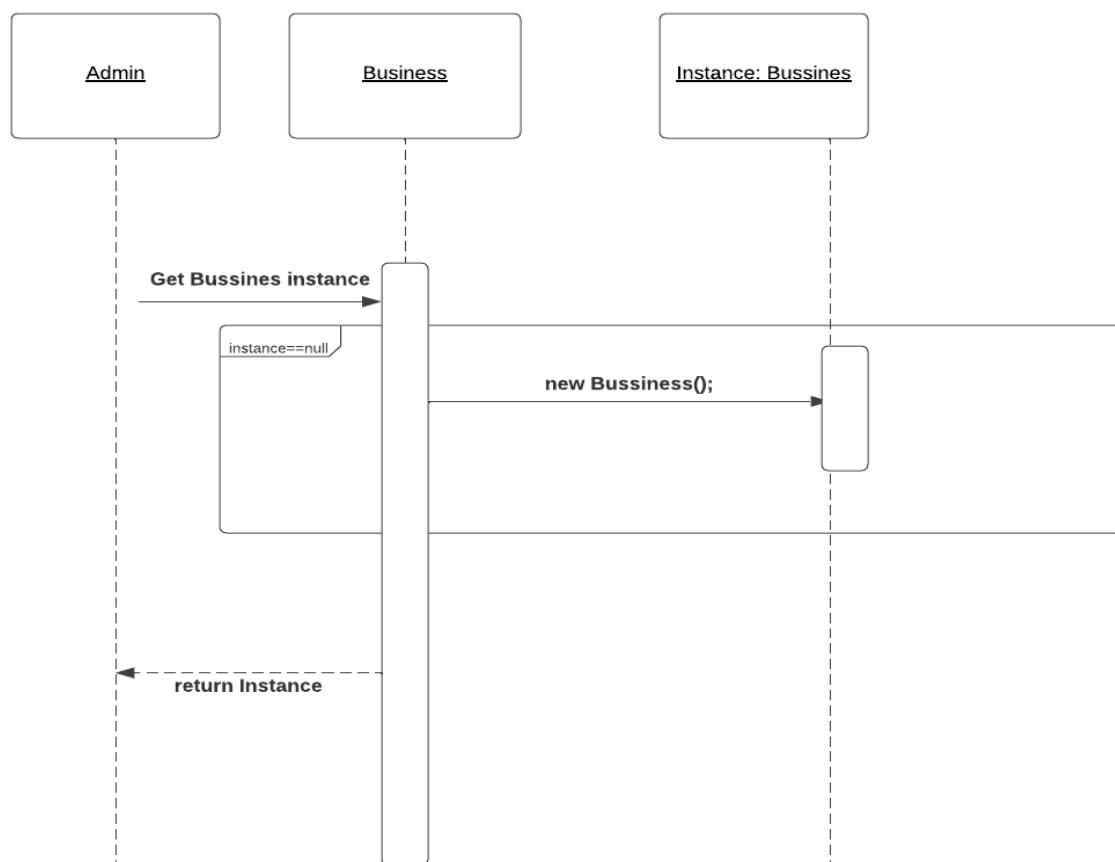 Admin
Business
Instance: Bussines
Get Bussines instance
instance==null
new Bussiness();
return Instance